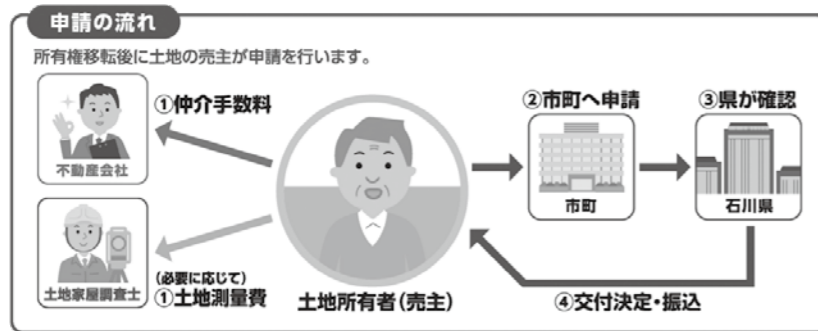 申請の流れ
所有権移転後に土地の売主が申請を行います。
①仲介手数料
不動産会社
(必要に応じて)
①土地測量費
土地家屋調査士
土地所有者(売主)
②市町へ申請
市町
③県が確認
石川県
④交付決定・振込